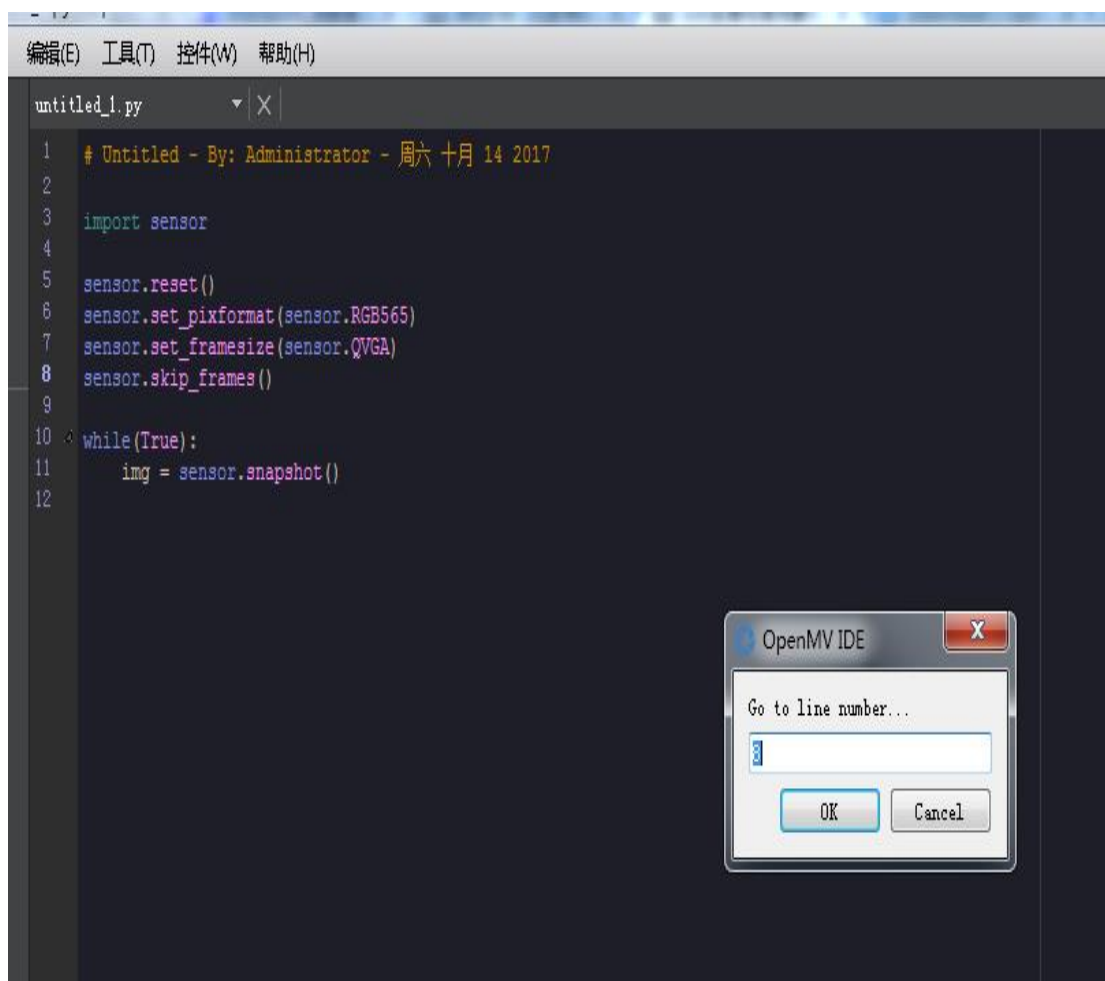 编辑(E) 工具(T) 控件(W) 帮助(H)
untitled_1.py
1 # Untitled - By: Administrator - 周六 十月 14 2017
2
3 import sensor
4
5 sensor.reset()
6 sensor.set_pixformat(sensor.RGB565)
7 sensor.set_framesize(sensor.QVGA)
8 sensor.skip_frames()
9
10 while(True):
11 img = sensor.snapshot()
12
OpenMV IDE
Go to line number...
8
OK Cancel